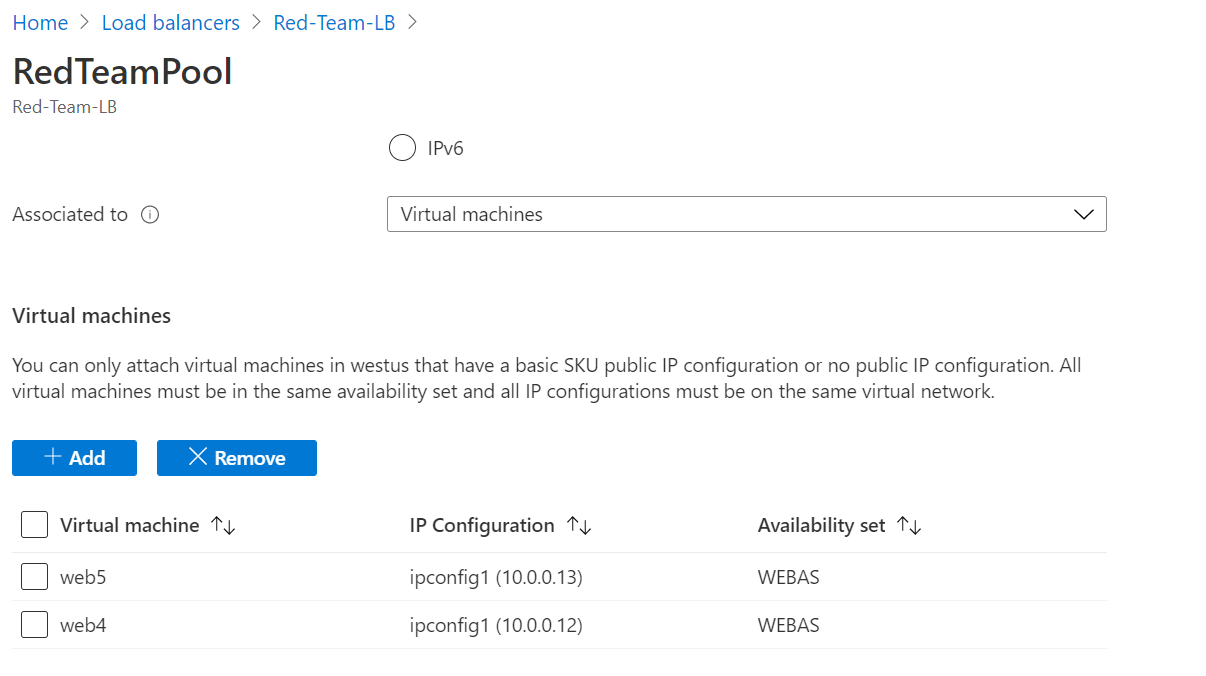 Home > Load balancers > Red-Team-LB >
RedTeamPool
Red-Team-LB
IPv6
Associated to
Virtual machines
Virtual machines
You can only attach virtual machines in westus that have a basic SKU public IP configuration or no public IP configuration. All
virtual machines must be in the same availability set and all IP configurations must be on the same virtual network.
+ Add × Remove
Virtual machine ↑↓ IP Configuration ↑↓ Availability set ↑↓
web5 ipconfig1 (10.0.0.13) WEBAS
web4 ipconfig1 (10.0.0.12) WEBAS